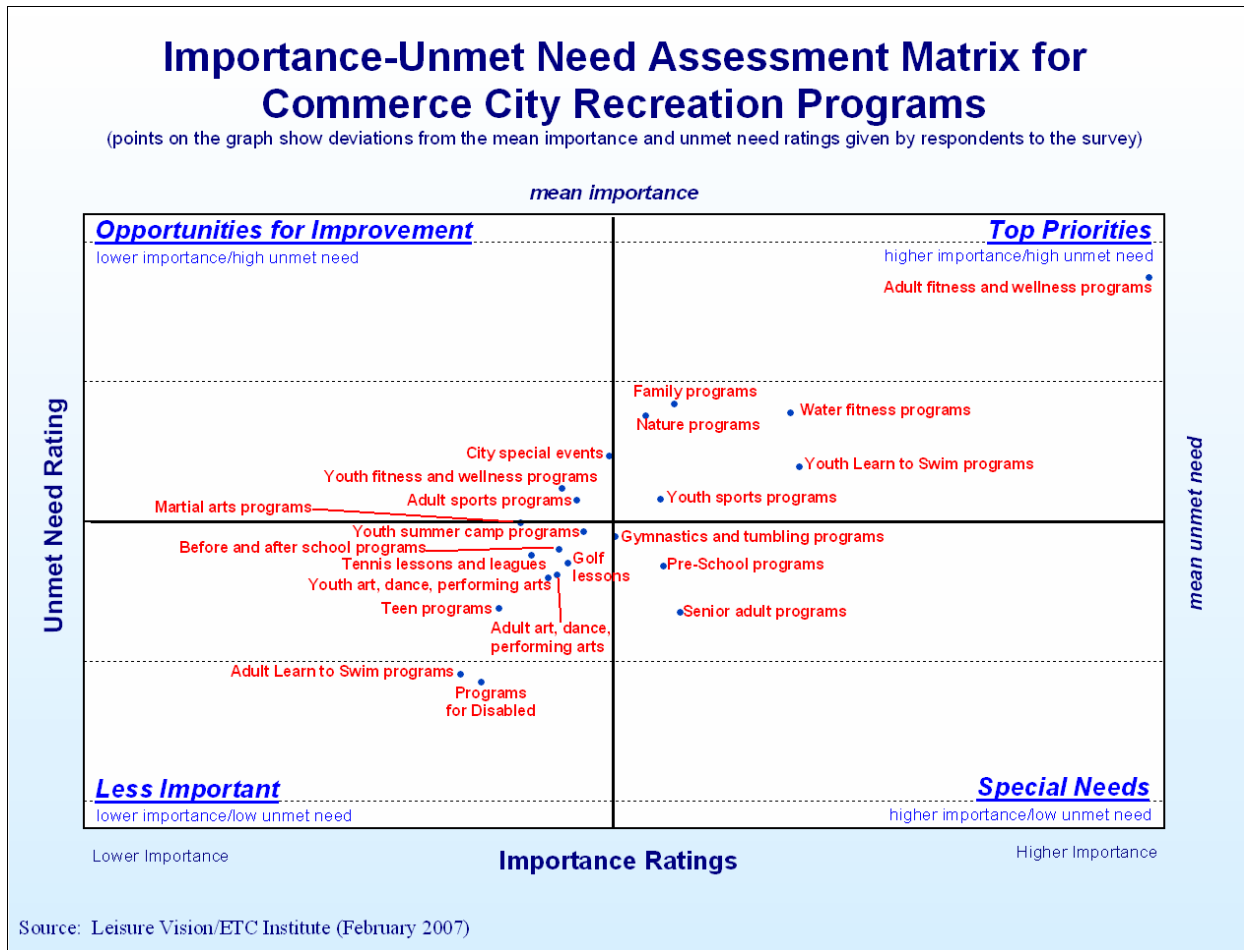 Importance-Unmet Need Assessment Matrix for
Commerce City Recreation Programs
(points on the graph show deviations from the mean importance and unmet need ratings given by respondents to the survey)
mean importance
Opportunities for Improvement
lower importance/high unmet need
Top Priorities
higher importance/high unmet need
Adult fitness and wellness programs
Family programs
Water fitness programs
Nature programs
City special events
Youth Learn to Swim programs
Youth fitness and wellness programs
Adult sports programs
Youth sports programs
Martial arts programs
Youth summer camp programs
Gymnastics and tumbling programs
Before and after school programs
Golf
lessons
Tennis lessons and leagues
Pre-School programs
Youth art, dance, performing arts
Teen programs
Senior adult programs
Adult art, dance,
performing arts
Adult Learn to Swim programs
Programs
for Disabled
Less Important
lower importance/low unmet need
Special Needs
higher importance/low unmet need
Unmet Need Rating
mean unmet need
Lower Importance
Importance Ratings
Higher Importance
Source: Leisure Vision/ETC Institute (February 2007)